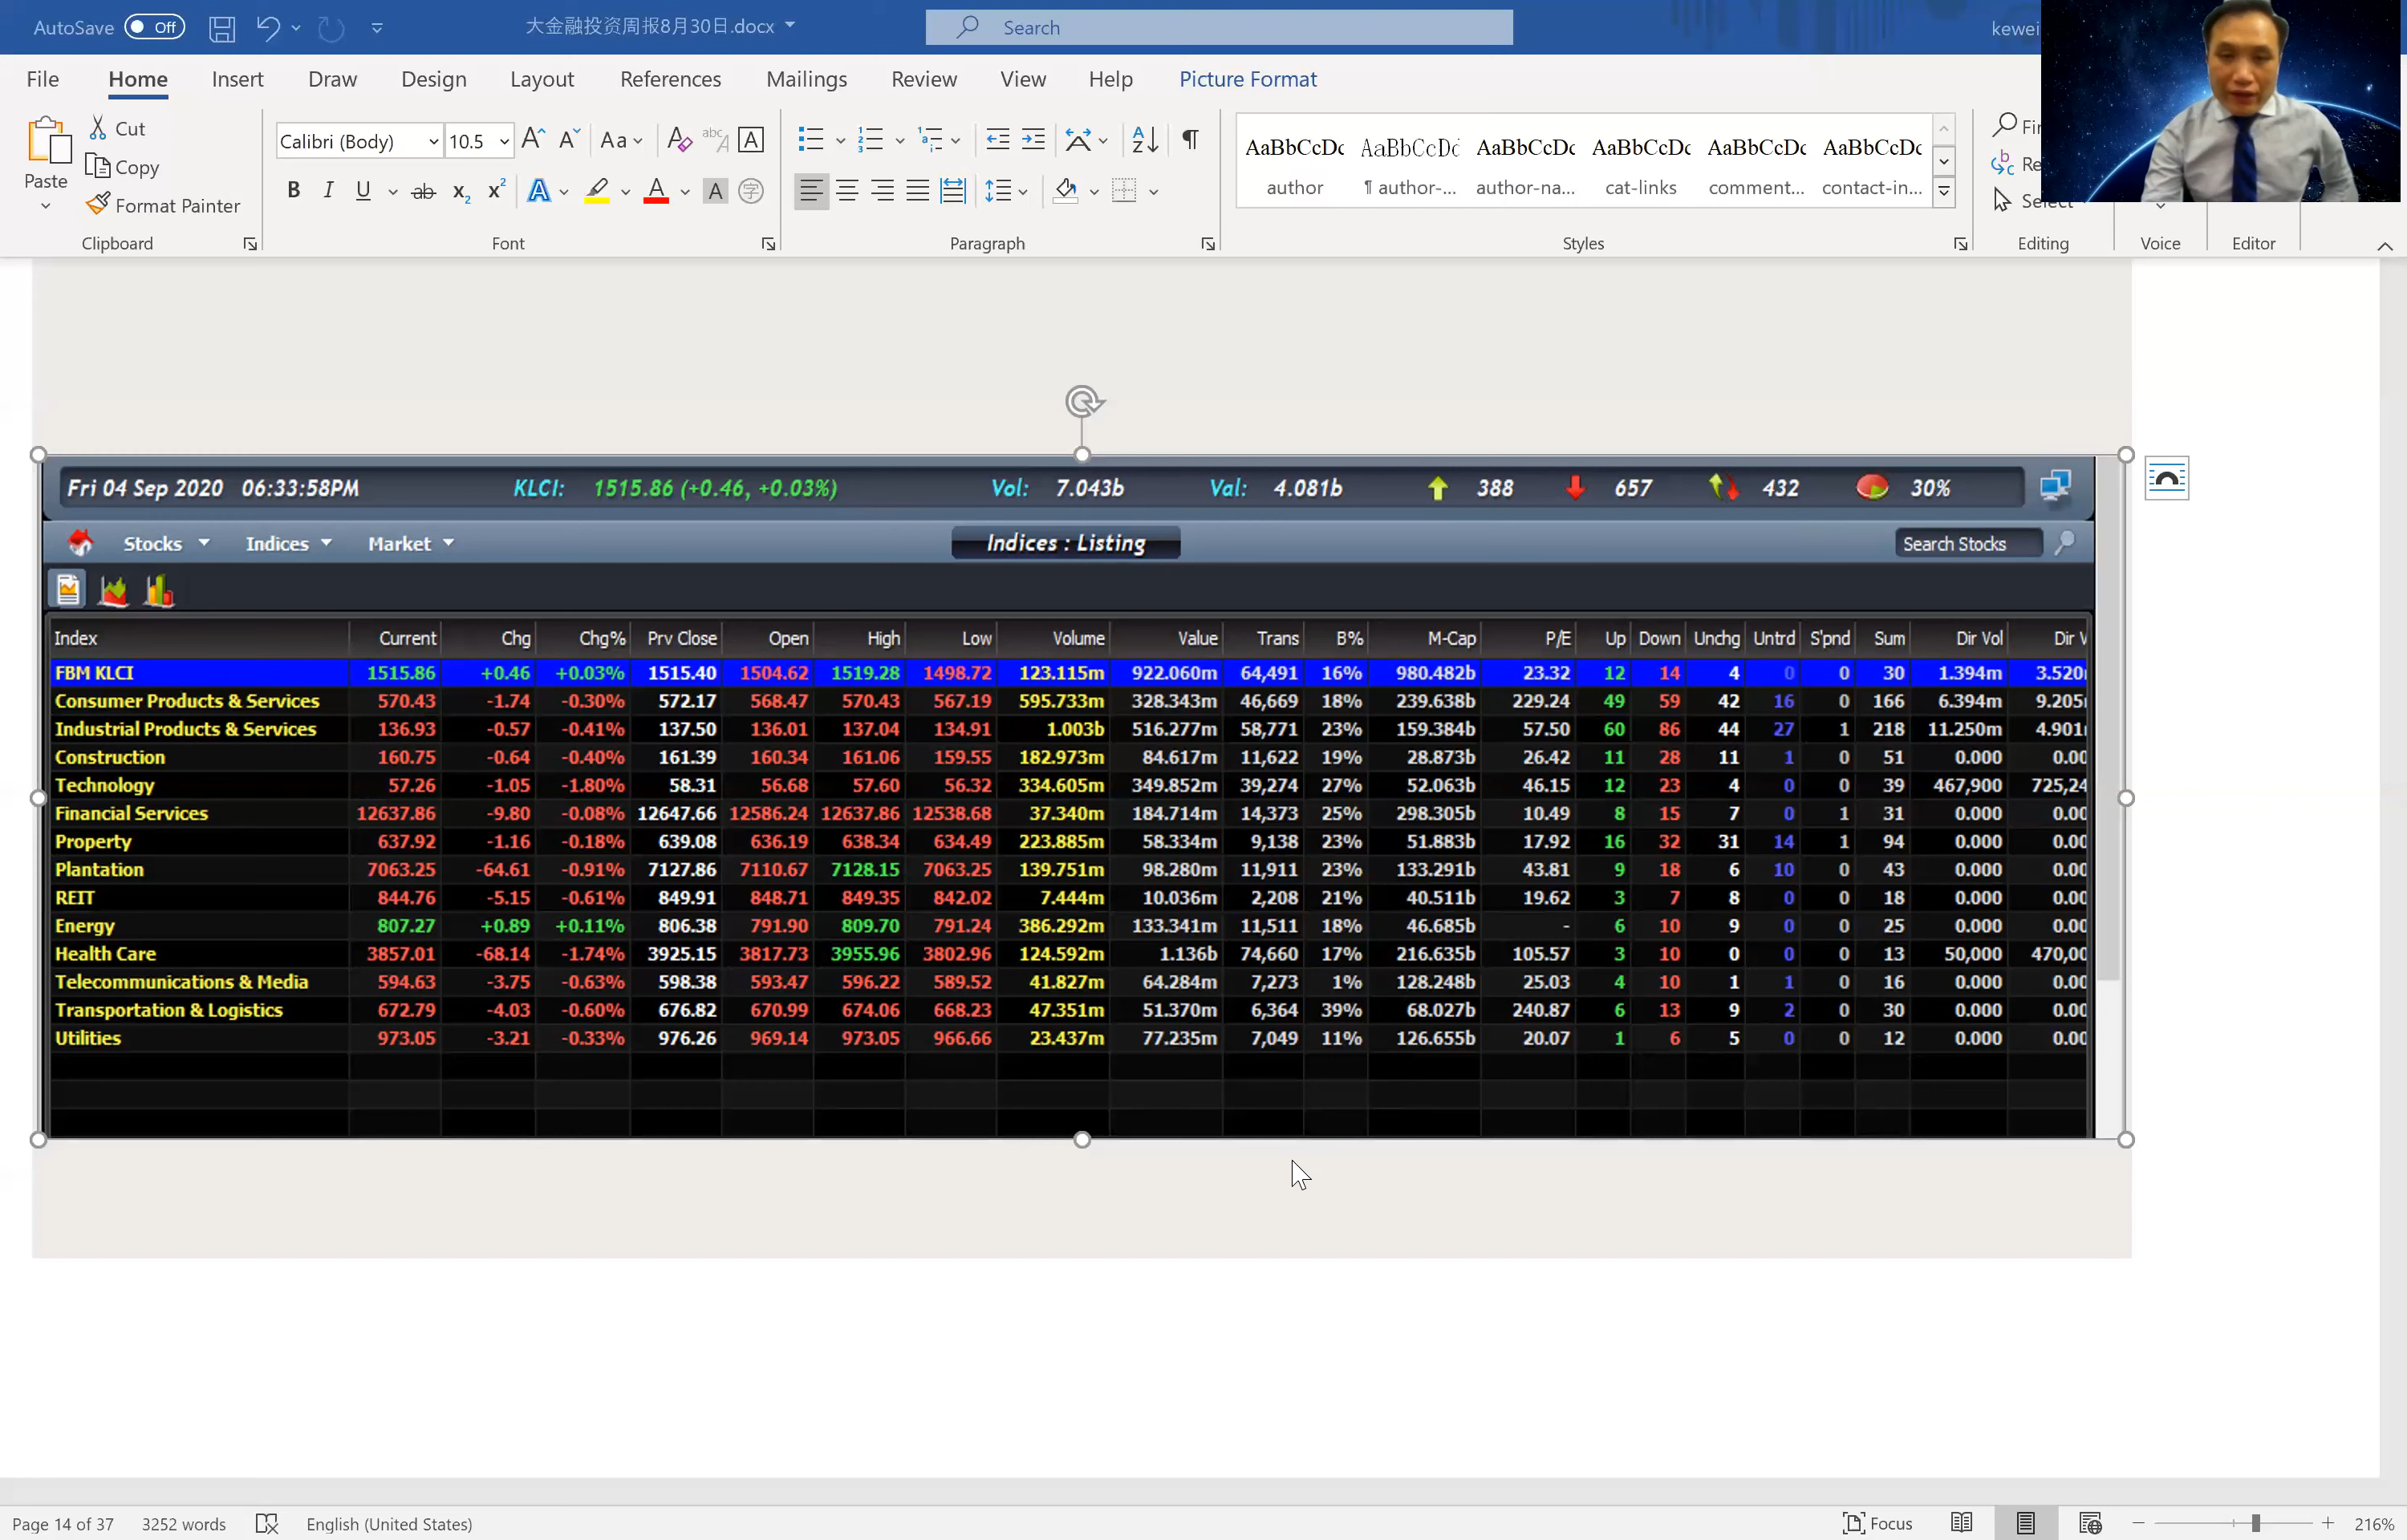 AutoSave Off 大金融投资周报8月30日.docx Search kewei
File Home Insert Draw Design Layout References Mailings Review View Help Picture Format
Paste Cut Copy Format Painter Clipboard
Calibri (Body) 10.5 Font
Paragraph
AaBbCcDc AaBbCcDc AaBbCcDc AaBbCcDc AaBbCcDc AaBbCcDc
author ¶ author-... author-na... cat-links comment... contact-in...
Styles
Select
Editing Voice Editor
Fri 04 Sep 2020 06:33:58PM KLCI: 1515.86 (+0.46, +0.03%) Vol: 7.043b Val: 4.081b 388 657 432 30%
Stocks Indices Market Indices : Listing Search Stocks
Index Current Chg Chg% Prv Close Open High Low Volume Value Trans B% M-Cap P/E Up Down Unchg Untrd S'pnd Sum Dir Vol Dir V
FBM KLCI 1515.86 +0.46 +0.03% 1515.40 1504.62 1519.28 1498.72 123.115m 922.060m 64,491 16% 980.482b 23.32 12 14 4 0 0 30 1.394m 3.520
Consumer Products & Services 570.43 -1.74 -0.30% 572.17 568.47 570.43 567.19 595.733m 328.343m 46,669 18% 239.638b 229.24 49 59 42 16 0 166 6.394m 9.205
Industrial Products & Services 136.93 -0.57 -0.41% 137.50 136.01 137.04 134.91 1.003b 516.277m 58,771 23% 159.384b 57.50 60 86 44 27 1 218 11.250m 4.901
Construction 160.75 -0.64 -0.40% 161.39 160.34 161.06 159.55 182.973m 84.617m 11,622 19% 28.873b 26.42 11 28 11 1 0 51 0.000 0.00
Technology 57.26 -1.05 -1.80% 58.31 56.68 57.60 56.32 334.605m 349.852m 39,274 27% 52.063b 46.15 12 23 4 0 0 39 467,900 725,24
Financial Services 12637.86 -9.80 -0.08% 12647.66 12586.24 12637.86 12538.68 37.340m 184.714m 14,373 25% 298.305b 10.49 8 15 7 0 1 31 0.000 0.00
Property 637.92 -1.16 -0.18% 639.08 636.19 638.34 634.49 223.885m 58.334m 9,138 23% 51.883b 17.92 16 32 31 14 1 94 0.000 0.00
Plantation 7063.25 -64.61 -0.91% 7127.86 7110.67 7128.15 7063.25 139.751m 98.280m 11,911 23% 133.291b 43.81 9 18 6 10 0 43 0.000 0.00
REIT 844.76 -5.15 -0.61% 849.91 848.71 849.35 842.02 7.444m 10.036m 2,208 21% 40.511b 19.62 3 7 8 0 0 18 0.000 0.00
Energy 807.27 +0.89 +0.11% 806.38 791.90 809.70 791.24 386.292m 133.341m 11,511 18% 46.685b - 6 10 9 0 0 25 0.000 0.00
Health Care 3857.01 -68.14 -1.74% 3925.15 3817.73 3955.96 3802.96 124.592m 1.136b 74,660 17% 216.635b 105.57 3 10 0 0 0 13 50,000 470,00
Telecommunications & Media 594.63 -3.75 -0.63% 598.38 593.47 596.22 589.52 41.827m 64.284m 7,273 1% 128.248b 25.03 4 10 1 1 0 16 0.000 0.00
Transportation & Logistics 672.79 -4.03 -0.60% 676.82 670.99 674.06 668.23 47.351m 51.370m 6,364 39% 68.027b 240.87 6 13 9 2 0 30 0.000 0.00
Utilities 973.05 -3.21 -0.33% 976.26 969.14 973.05 966.66 23.437m 77.235m 7,049 11% 126.655b 20.07 1 6 5 0 0 12 0.000 0.00
Page 14 of 37 3252 words English (United States) Focus 216%